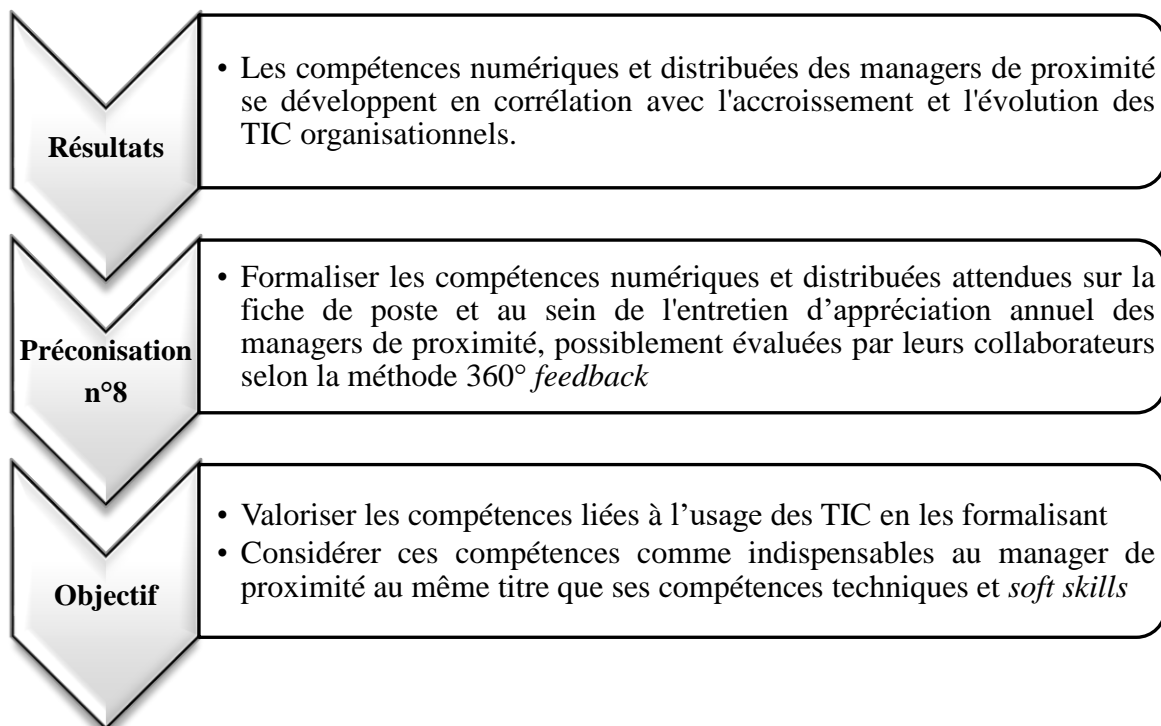 Résultats
• Les compétences numériques et distribuées des managers de proximité
se développent en corrélation avec l'accroissement et l'évolution des
TIC organisationnels.
Préconisation
n°8
• Formaliser les compétences numériques et distribuées attendues sur la
fiche de poste et au sein de l'entretien d’appréciation annuel des
managers de proximité, possiblement évaluées par leurs collaborateurs
selon la méthode 360° feedback
Objectif
• Valoriser les compétences liées à l’usage des TIC en les formalisant
• Considérer ces compétences comme indispensables au manager de
proximité au même titre que ses compétences techniques et soft skills